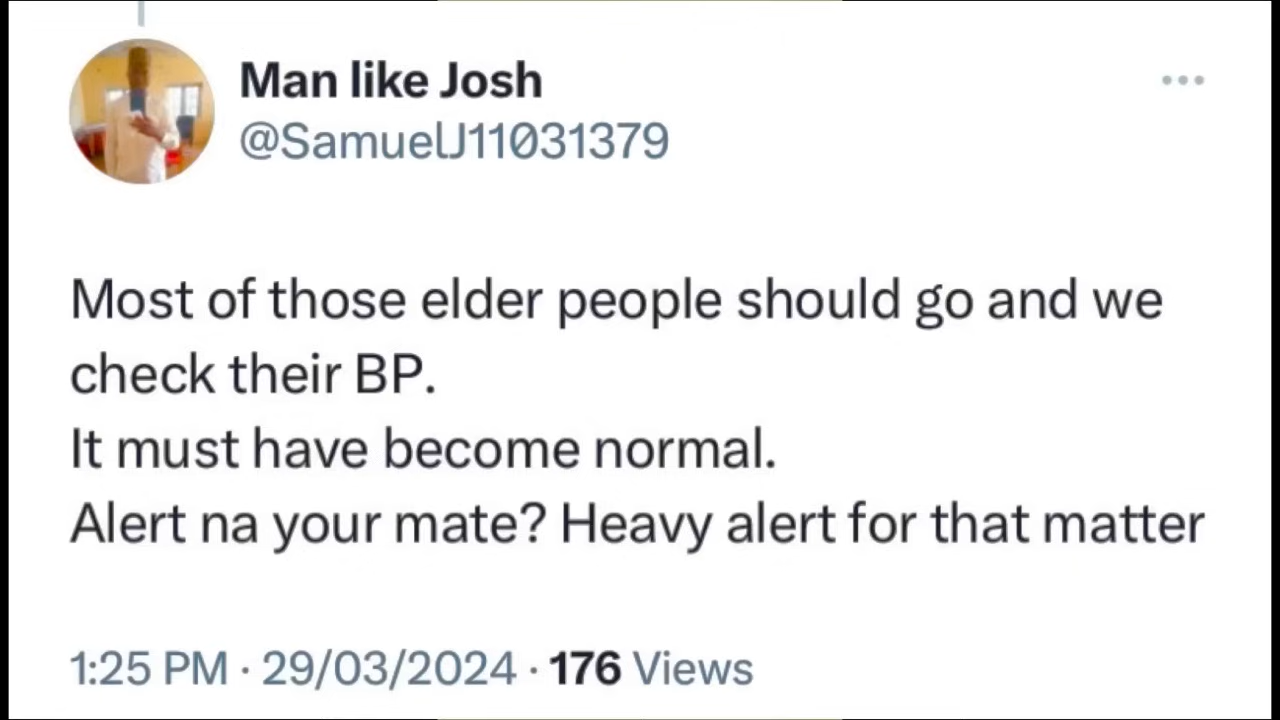 Man like Josh
@SamuelJ11031379
Most of those elder people should go and we
check their BP.
It must have become normal.
Alert na your mate? Heavy alert for that matter
1:25 PM · 29/03/2024 · 176 Views